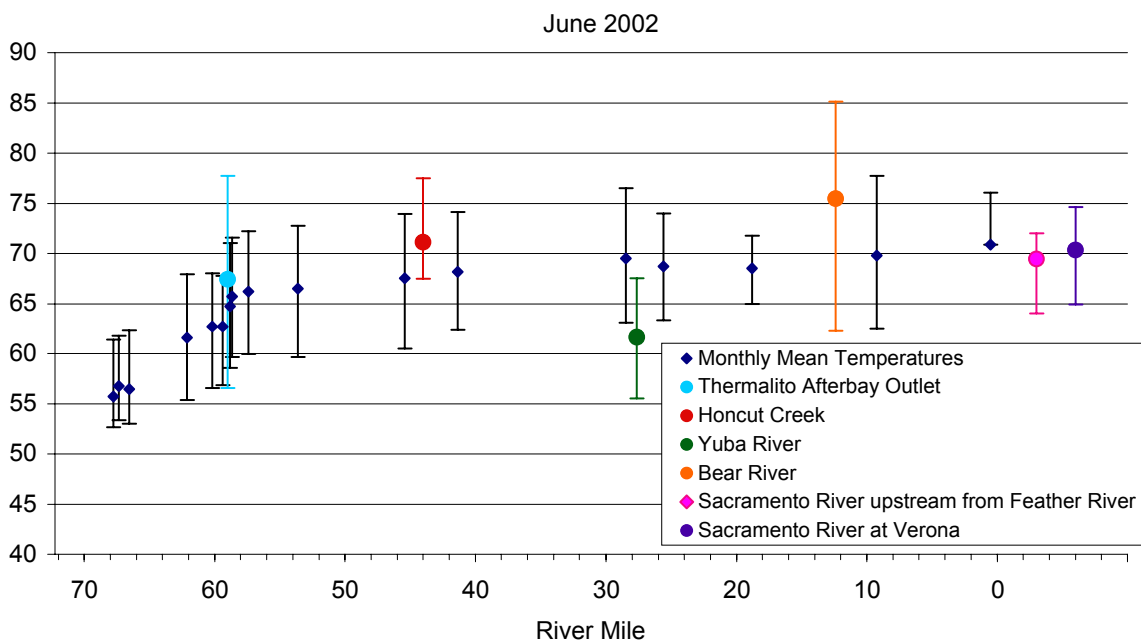 June 2002
90
85
80
75
70
65
60
55
50
45
40
Monthly Mean Temperatures
Thermalito Afterbay Outlet
Honcut Creek
Yuba River
Bear River
Sacramento River upstream from Feather River
Sacramento River at Verona
70 60 50 40 30 20 10 0
River Mile